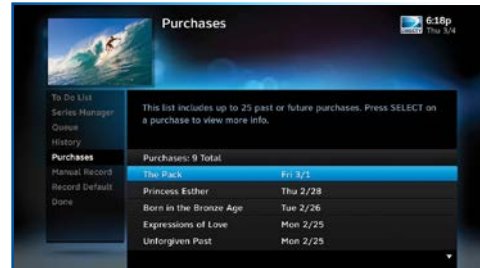 Purchases
DIRECTV
6:18p
Thu 3/4
To Do List
Series Manager
Queue
History
Purchases
Manual Record
Record Default
Done
This list includes up to 25 past or future purchases. Press SELECT on
a purchase to view more info.
Purchases: 9 Total
The Pack Fri 3/1
Princess Esther Thu 2/28
Born in the Bronze Age Tue 2/26
Expressions of Love Mon 2/25
Unforgiven Past Mon 2/25